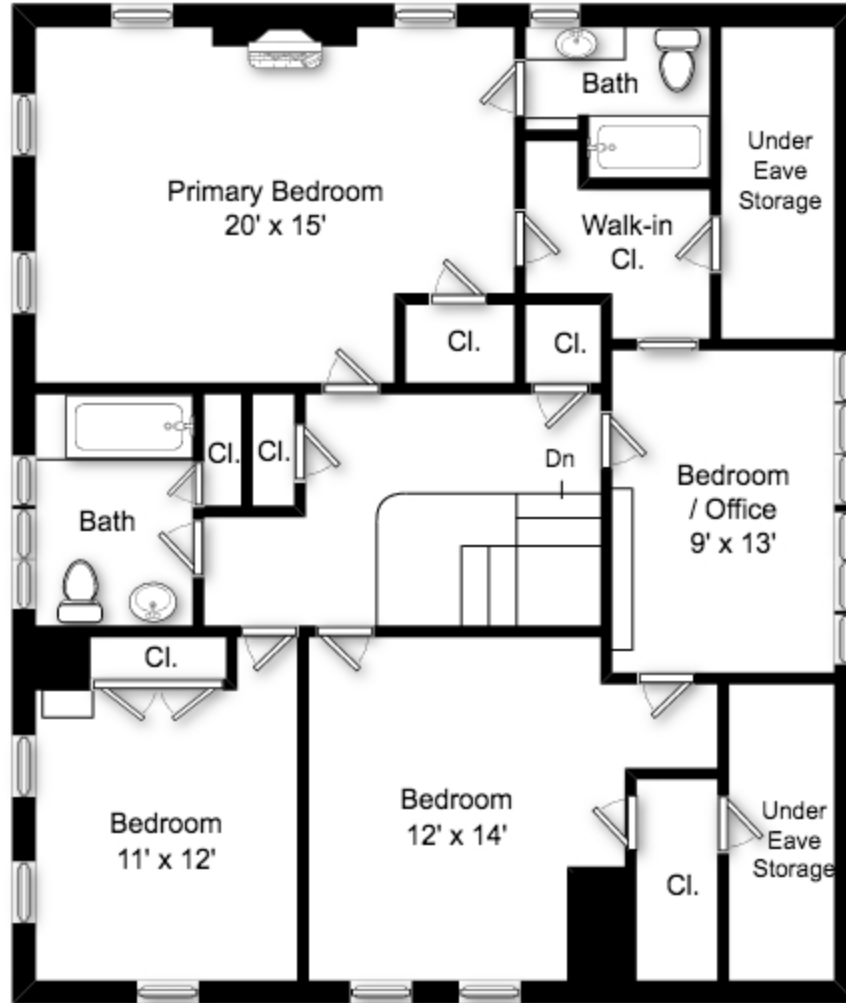 Bath
Under
Eave
Storage
Primary Bedroom
20' x 15'
Walk-in
Cl.
Cl.
Cl.
Cl.
Cl.
Dn
Bedroom
/ Office
9' x 13'
Bath
Cl.
Bedroom
11' x 12'
Bedroom
12' x 14'
Cl.
Under
Eave
Storage